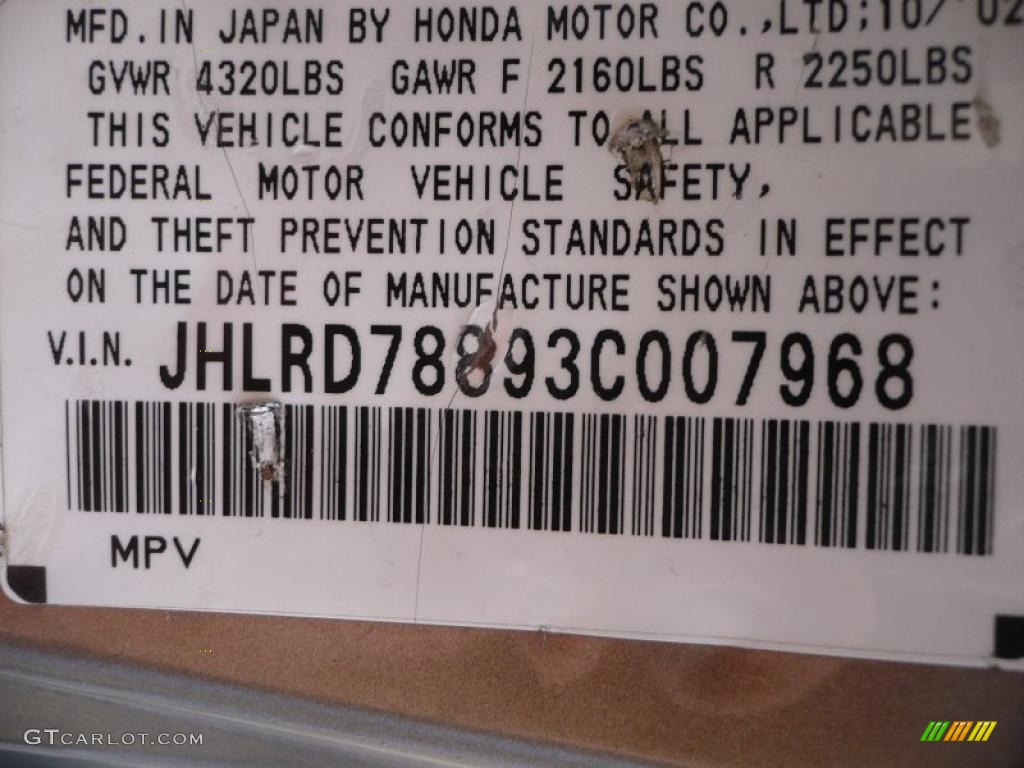 MFD. IN JAPAN BY HONDA MOTOR CO.,LTD;10/'02
GVWR 4320LBS GAWR F 2160LBS R 2250LBS
THIS VEHICLE CONFORMS TO ALL APPLICABLE
FEDERAL MOTOR VEHICLE SAFETY,
AND THEFT PREVENTION STANDARDS IN EFFECT
ON THE DATE OF MANUFACTURE SHOWN ABOVE:
V.I.N. JHLRD78893C007968
MPV
GTCARLOT.COM